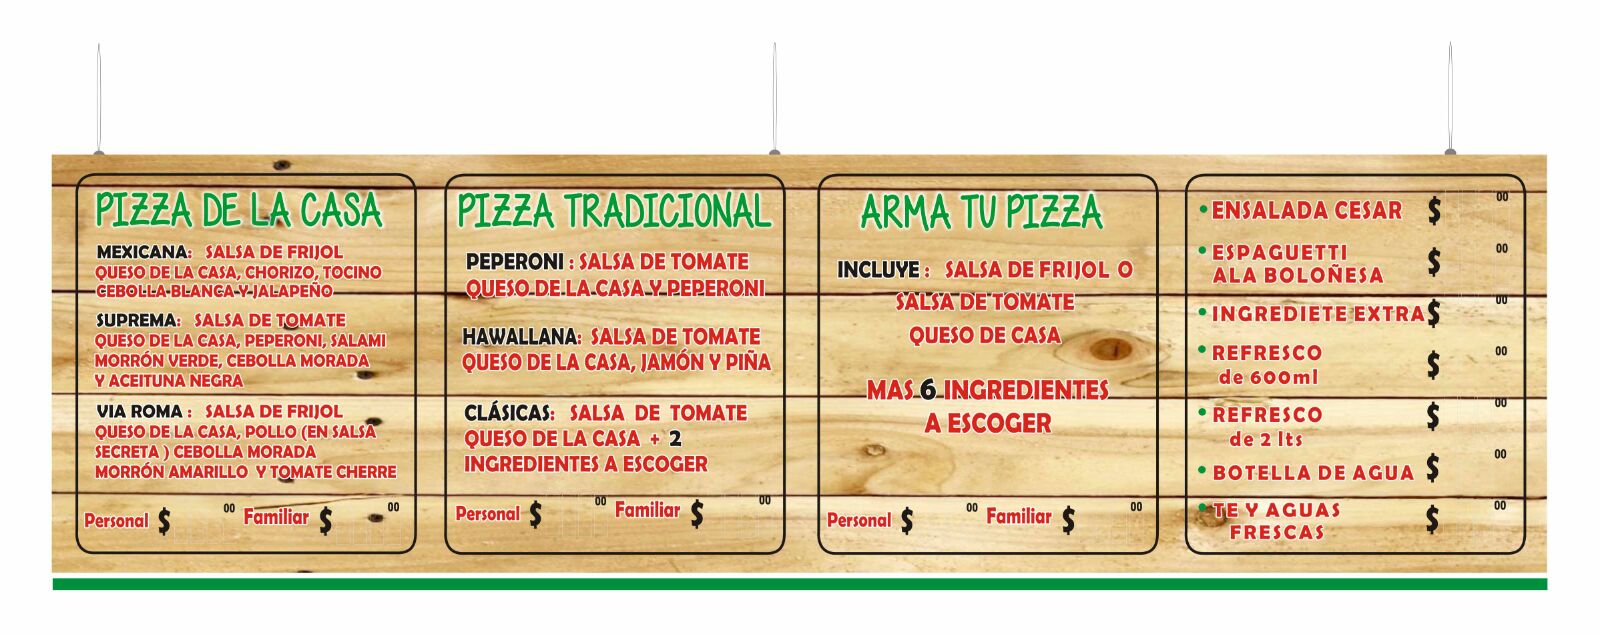 PIZZA DE LA CASA
MEXICANA: SALSA DE FRIJOL
QUESO DE LA CASA, CHORIZO, TOCINO
CEBOLLA BLANCA Y JALAPEÑO
SUPREMA: SALSA DE TOMATE
QUESO DE LA CASA, PEPERONI, SALAMI
MORRÓN VERDE, CEBOLLA MORADA
Y ACEITUNA NEGRA
VIA ROMA : SALSA DE FRIJOL
QUESO DE LA CASA, POLLO (EN SALSA
SECRETA ) CEBOLLA MORADA
MORRÓN AMARILLO Y TOMATE CHERRE
Personal $ 00 Familiar $ 00
PIZZA TRADICIONAL
PEPERONI : SALSA DE TOMATE
QUESO DE LA CASA Y PEPERONI
HAWALLANA: SALSA DE TOMATE
QUESO DE LA CASA, JAMÓN Y PIÑA
CLÁSICAS: SALSA DE TOMATE
QUESO DE LA CASA + 2
INGREDIENTES A ESCOGER
Personal $ 00 Familiar $ 00
ARMA TU PIZZA
INCLUYE : SALSA DE FRIJOL O
SALSA DE TOMATE
QUESO DE CASA
MAS 6 INGREDIENTES
A ESCOGER
Personal $ 00 Familiar $ 00
• ENSALADA CESAR $ 00
• ESPAGUETTI $ 00
ALA BOLOÑESA
• INGREDIETE EXTRA $ 00
• REFRESCO $ 00
de 600ml
• REFRESCO $ 00
de 2 lts
• BOTELLA DE AGUA $ 00
• TE Y AGUAS $ 00
FRESCAS